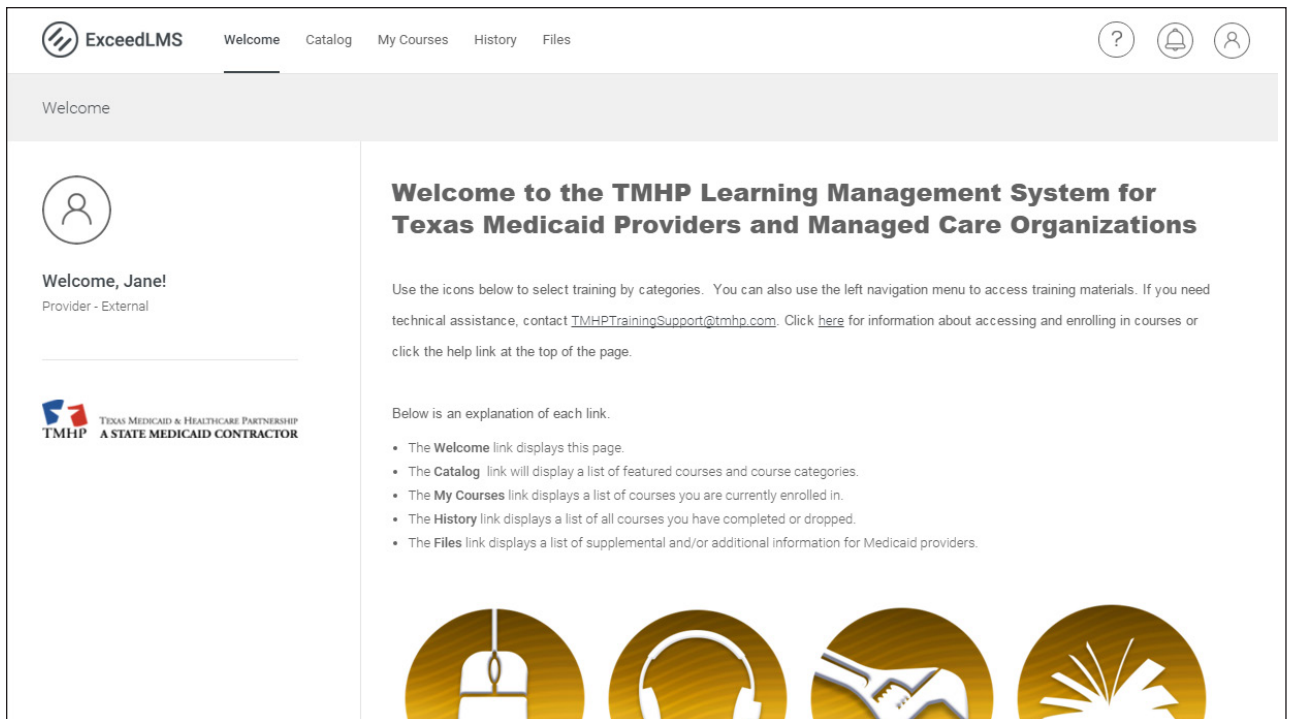 ExceedLMS Welcome Catalog My Courses History Files ?
Welcome
Welcome, Jane!
Provider - External
TEXAS MEDICAID & HEALTHCARE PARTNERSHIP
TMHP A STATE MEDICAID CONTRACTOR
Welcome to the TMHP Learning Management System for
Texas Medicaid Providers and Managed Care Organizations
Use the icons below to select training by categories. You can also use the left navigation menu to access training materials. If you need
technical assistance, contact TMHPTrainingSupport@tmhp.com. Click here for information about accessing and enrolling in courses or
click the help link at the top of the page.
Below is an explanation of each link.
• The Welcome link displays this page.
• The Catalog link will display a list of featured courses and course categories.
• The My Courses link displays a list of courses you are currently enrolled in.
• The History link displays a list of all courses you have completed or dropped.
• The Files link displays a list of supplemental and/or additional information for Medicaid providers.